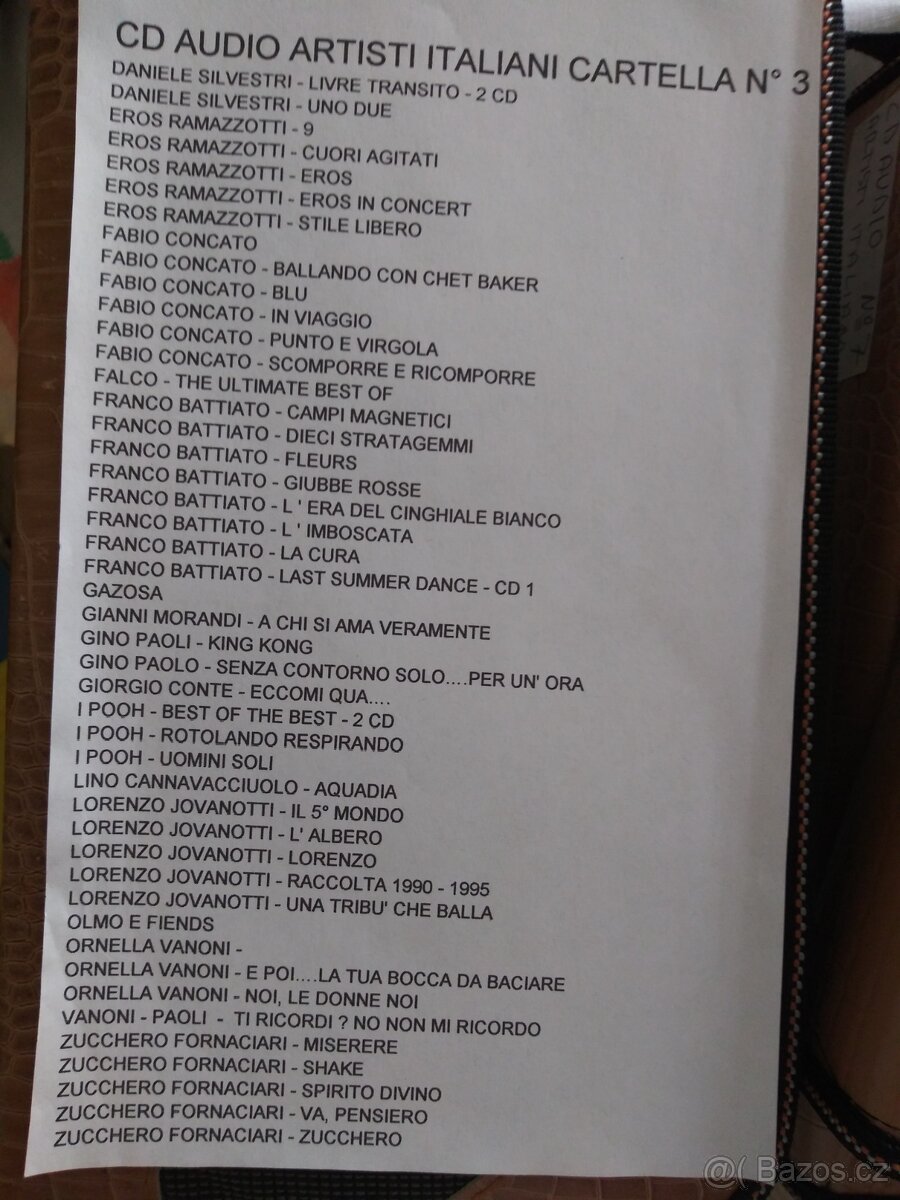 CD AUDIO ARTISTI ITALIANI CARTELLA N° 3
DANIELE SILVESTRI - LIVRE TRANSITO - 2 CD
DANIELE SILVESTRI - UNO DUE
EROS RAMAZZOTTI - 9
EROS RAMAZZOTTI - CUORI AGITATI
EROS RAMAZZOTTI - EROS
EROS RAMAZZOTTI - EROS IN CONCERT
EROS RAMAZZOTTI - STILE LIBERO
FABIO CONCATO
FABIO CONCATO - BALLANDO CON CHET BAKER
FABIO CONCATO - BLU
FABIO CONCATO - IN VIAGGIO
FABIO CONCATO - PUNTO E VIRGOLA
FABIO CONCATO - SCOMPORRE E RICOMPORRE
FALCO - THE ULTIMATE BEST OF
FRANCO BATTIATO - CAMPI MAGNETICI
FRANCO BATTIATO - DIECI STRATAGEMMI
FRANCO BATTIATO - FLEURS
FRANCO BATTIATO - GIUBBE ROSSE
FRANCO BATTIATO - L ' ERA DEL CINGHIALE BIANCO
FRANCO BATTIATO - L ' IMBOSCATA
FRANCO BATTIATO - LA CURA
FRANCO BATTIATO - LAST SUMMER DANCE - CD 1
GAZOSA
GIANNI MORANDI - A CHI SI AMA VERAMENTE
GINO PAOLI - KING KONG
GINO PAOLO - SENZA CONTORNO SOLO....PER UN' ORA
GIORGIO CONTE - ECCOMI QUA....
I POOH - BEST OF THE BEST - 2 CD
I POOH - ROTOLANDO RESPIRANDO
I POOH - UOMINI SOLI
LINO CANNAVACCIUOLO - AQUADIA
LORENZO JOVANOTTI - IL 5° MONDO
LORENZO JOVANOTTI - L' ALBERO
LORENZO JOVANOTTI - LORENZO
LORENZO JOVANOTTI - RACCOLTA 1990 - 1995
LORENZO JOVANOTTI - UNA TRIBU' CHE BALLA
OLMO E FIENDS
ORNELLA VANONI -
ORNELLA VANONI - E POI....LA TUA BOCCA DA BACIARE
ORNELLA VANONI - NOI, LE DONNE NOI
VANONI - PAOLI - TI RICORDI ? NO NON MI RICORDO
ZUCCHERO FORNACIARI - MISERERE
ZUCCHERO FORNACIARI - SHAKE
ZUCCHERO FORNACIARI - SPIRITO DIVINO
ZUCCHERO FORNACIARI - VA, PENSIERO
ZUCCHERO FORNACIARI - ZUCCHERO
CD AUDIO N° 7
@( Bazos.cz